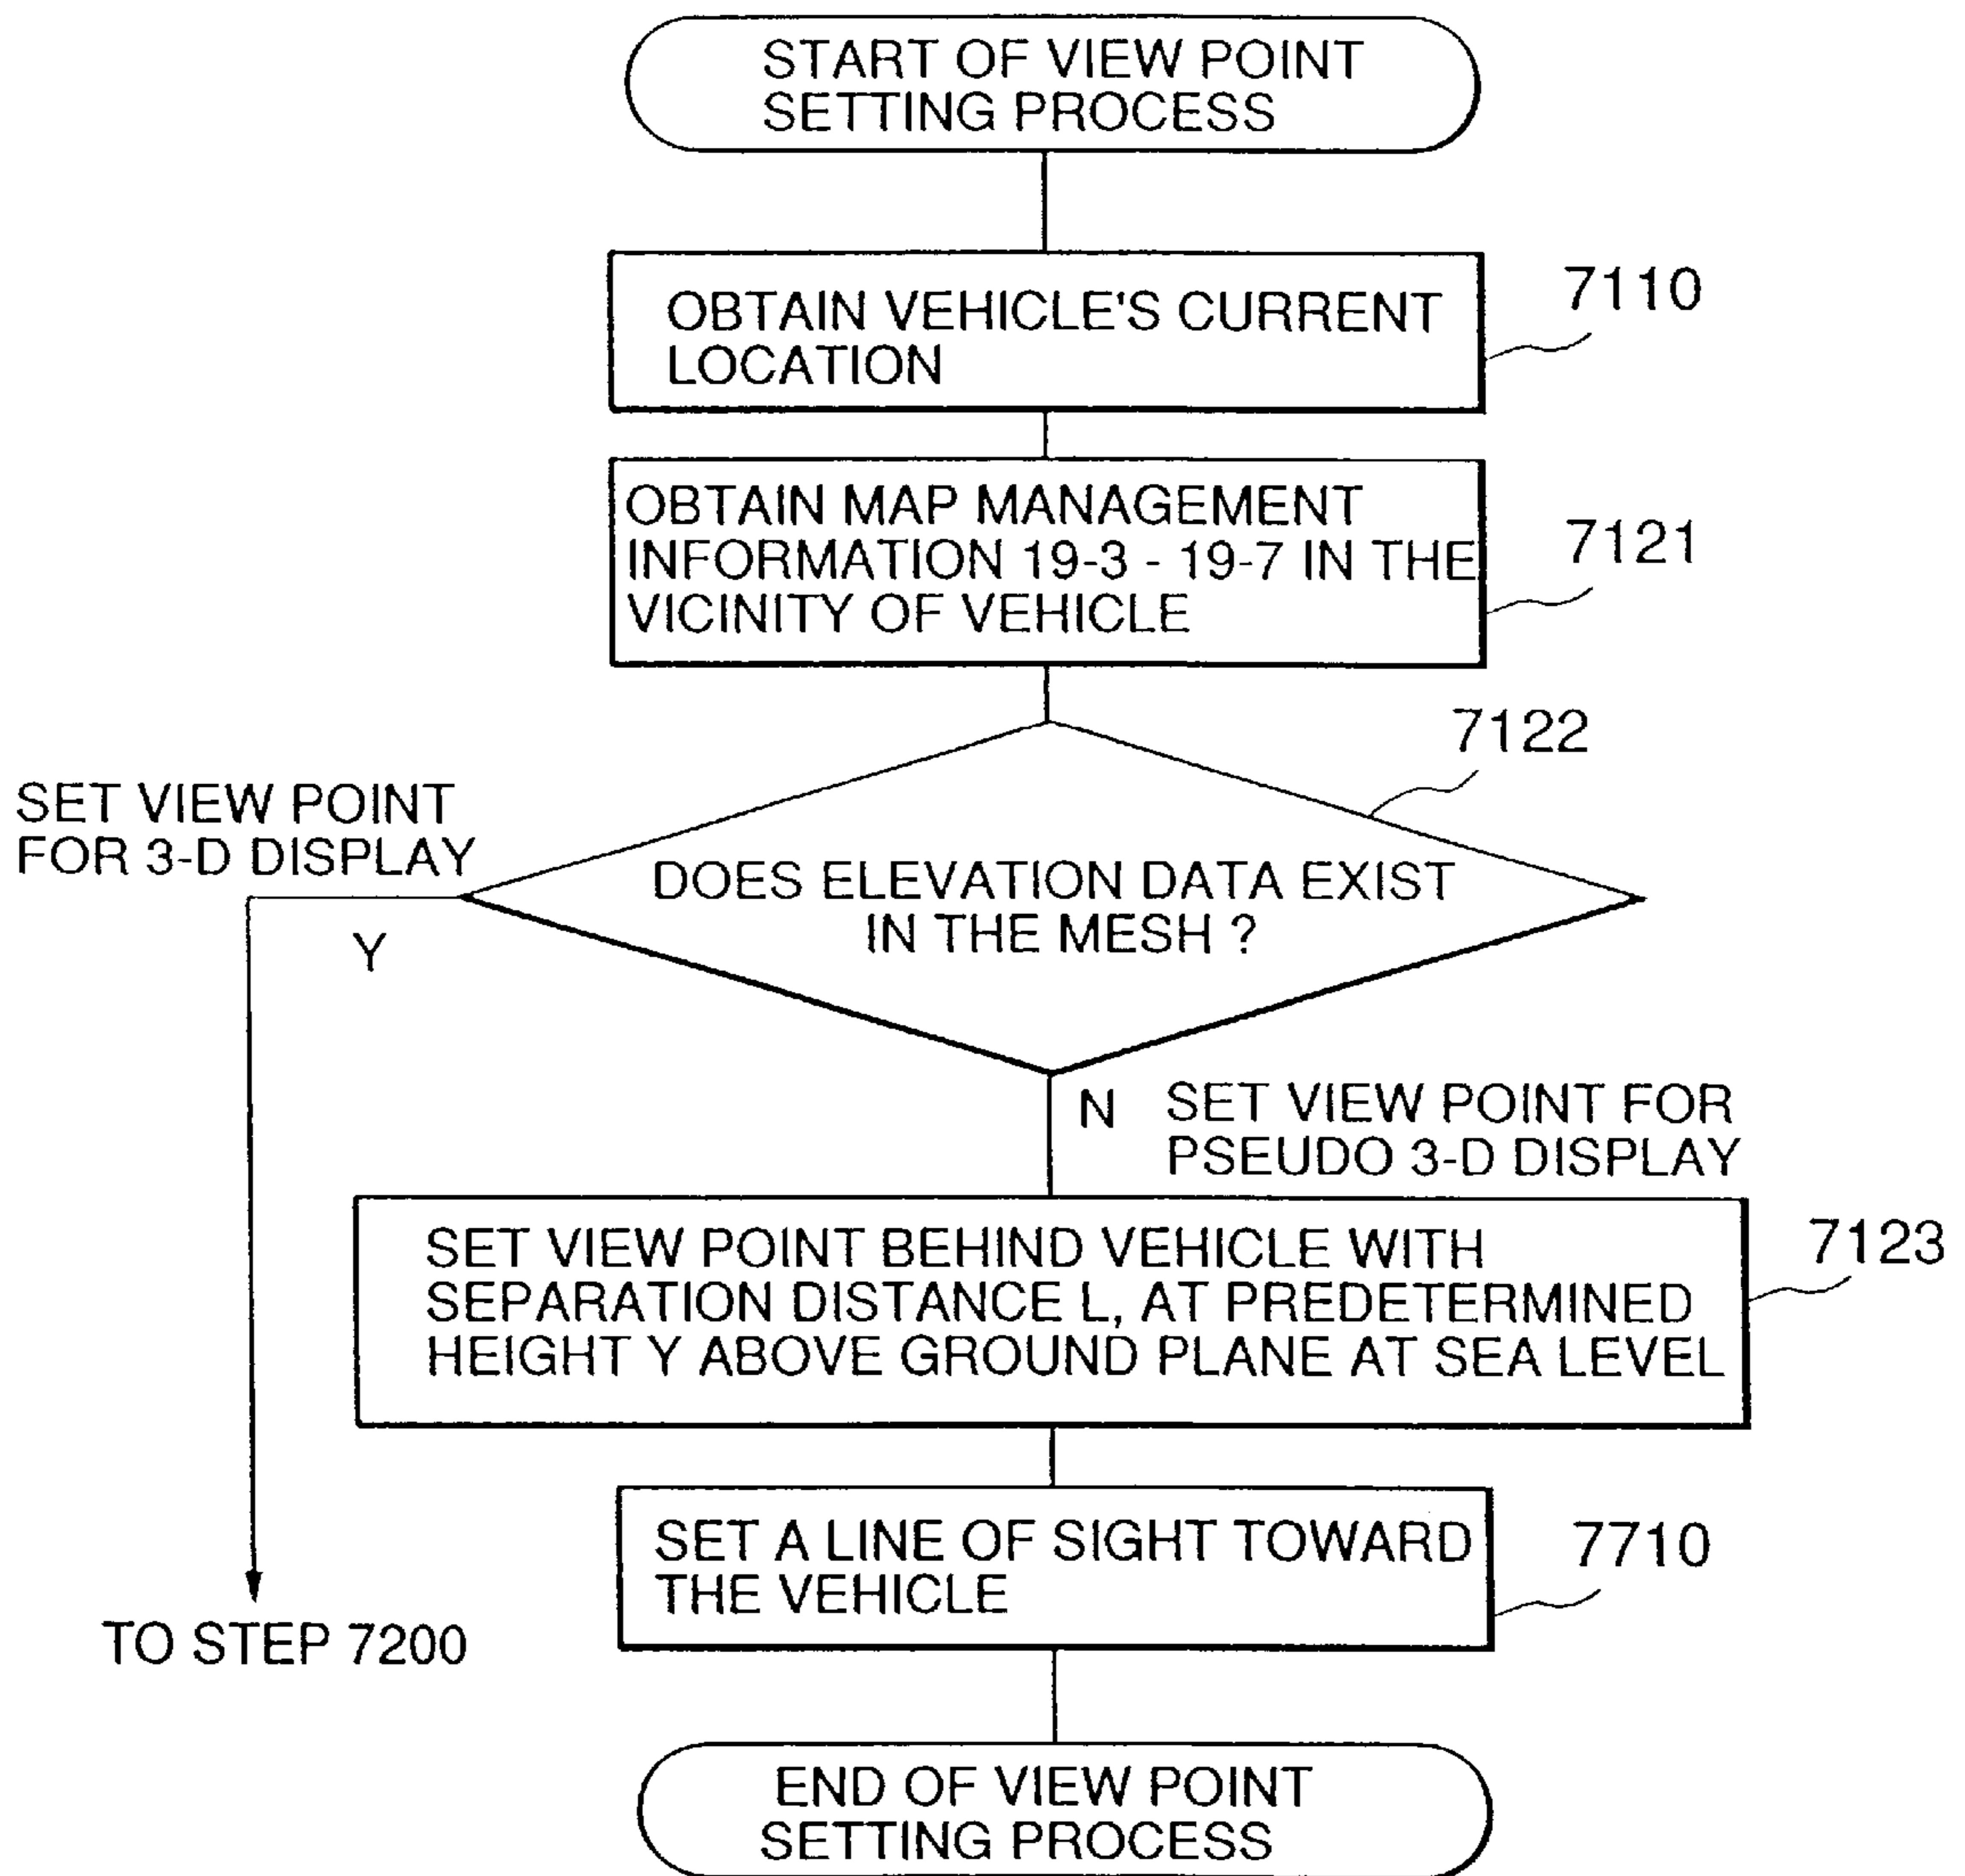 START OF VIEW POINT
SETTING PROCESS
OBTAIN VEHICLE'S CURRENT
LOCATION
7110
OBTAIN MAP MANAGEMENT
INFORMATION 19-3 - 19-7 IN THE
VICINITY OF VEHICLE
7121
7122
SET VIEW POINT
FOR 3-D DISPLAY
DOES ELEVATION DATA EXIST
IN THE MESH ?
Y
N
SET VIEW POINT FOR
PSEUDO 3-D DISPLAY
SET VIEW POINT BEHIND VEHICLE WITH
SEPARATION DISTANCE L, AT PREDETERMINED
HEIGHT Y ABOVE GROUND PLANE AT SEA LEVEL
7123
SET A LINE OF SIGHT TOWARD
THE VEHICLE
7710
TO STEP 7200
END OF VIEW POINT
SETTING PROCESS